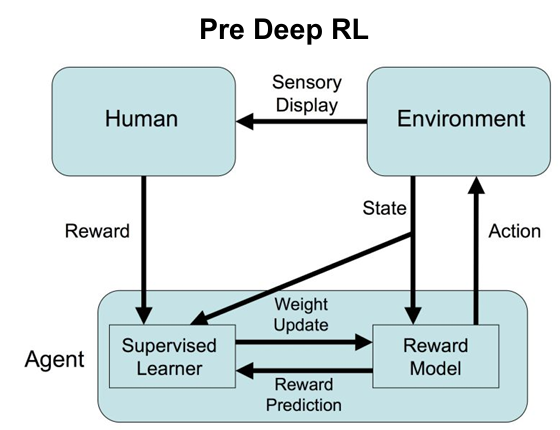 Pre Deep RL
Sensory
Display
Human
Environment
State
Reward
Action
Weight
Update
Supervised
Learner
Reward
Model
Agent
Reward
Prediction